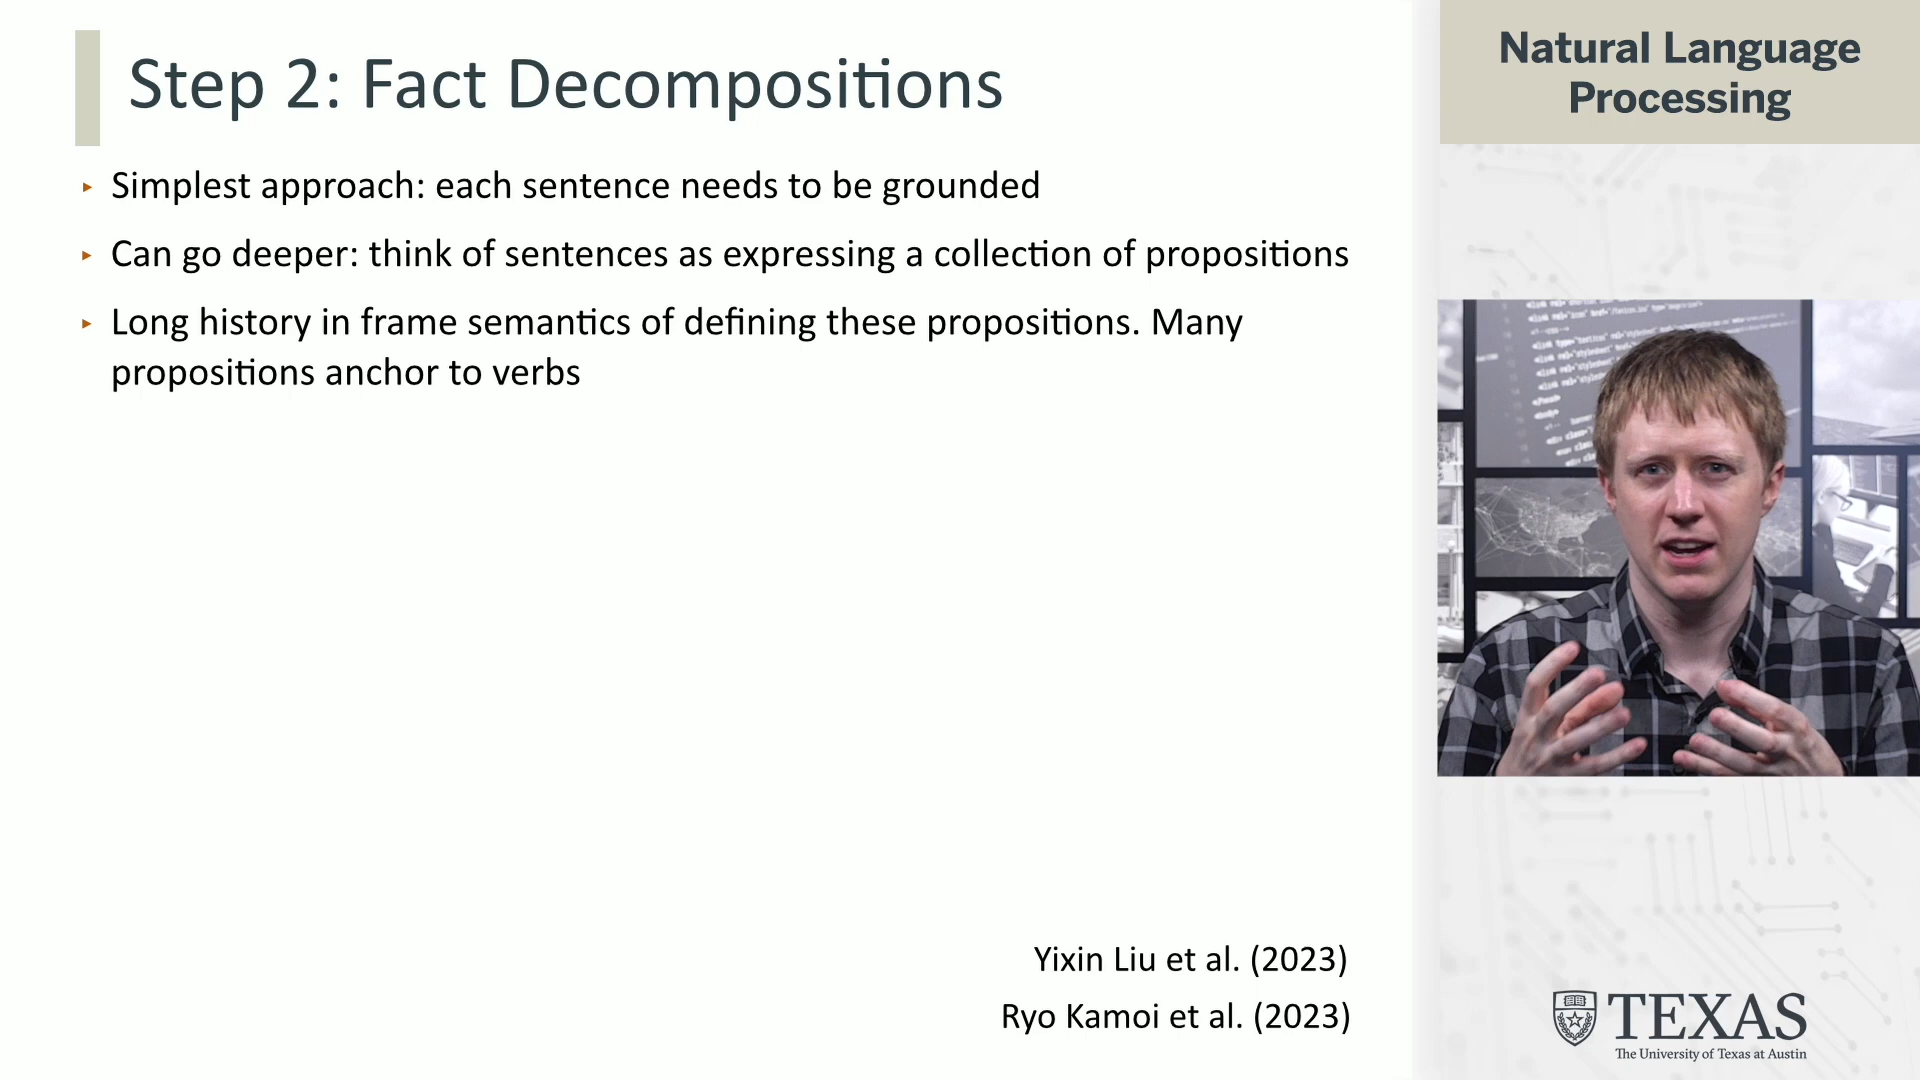 Step 2: Fact Decompositions
‣ Simplest approach: each sentence needs to be grounded
‣ Can go deeper: think of sentences as expressing a collection of propositions
‣ Long history in frame semantics of defining these propositions. Many
propositions anchor to verbs
Yixin Liu et al. (2023)
Ryo Kamoi et al. (2023)
Natural Language
Processing
TEXAS
The University of Texas at Austin